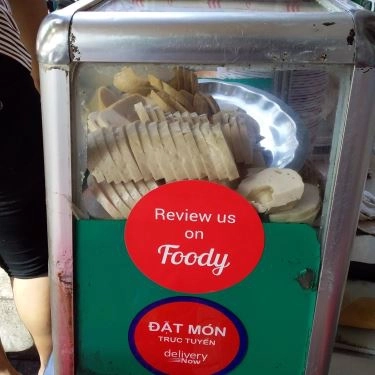 Review us
on
Foody
ĐẶT MÓN
TRỰC TUYẾN
delivery
Now